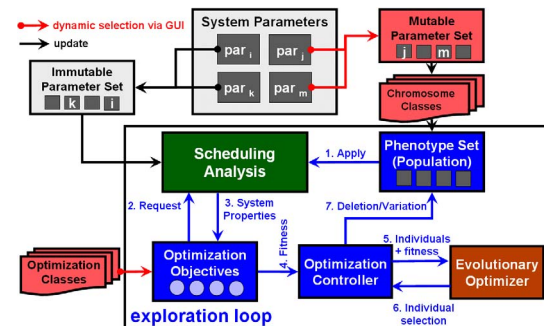 dynamic selection via GUI
update
System Parameters
par i
par j
par k
par m
Mutable
Parameter Set
j m
Immutable
Parameter Set
k i
Chromosome
Classes
Scheduling
Analysis
1. Apply
Phenotype Set
(Population)
2. Request
3. System
Properties
7. Deletion/Variation
Optimization
Classes
Optimization
Objectives
4. Fitness
Optimization
Controller
5. Individuals
+ fitness
Evolutionary
Optimizer
6. Individual
selection
exploration loop